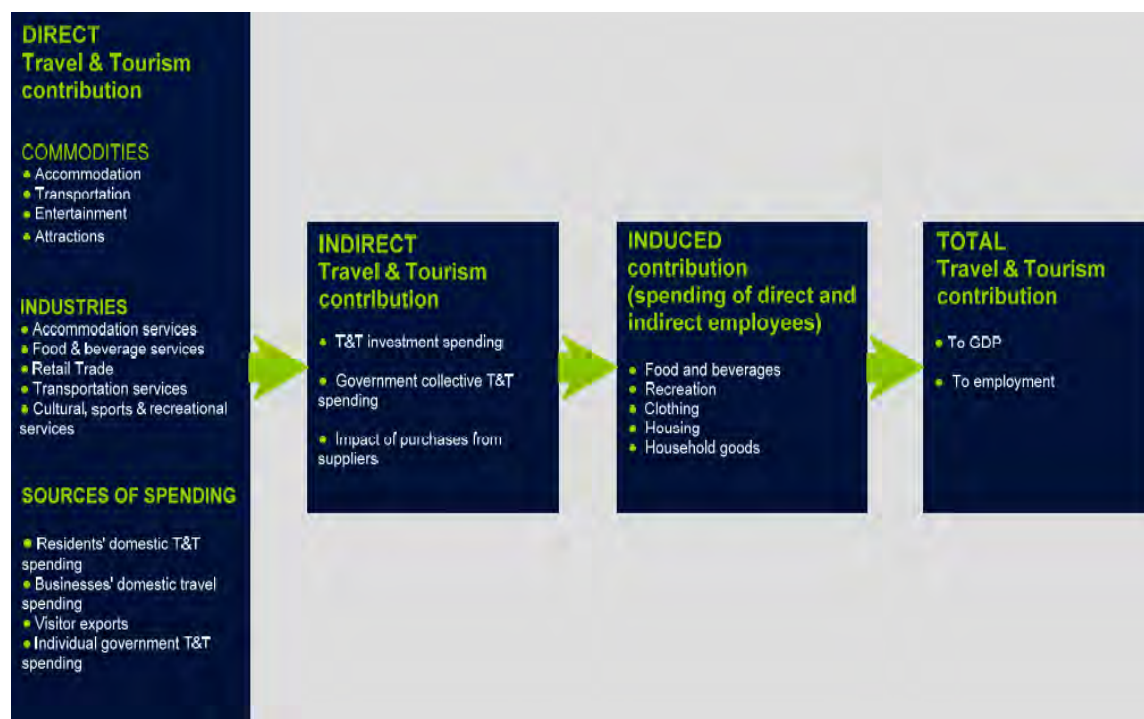 DIRECT
Travel & Tourism
contribution
COMMODITIES
• Accommodation
• Transportation
• Entertainment
• Attractions
INDUSTRIES
• Accommodation services
• Food & beverage services
• Retail Trade
• Transportation services
• Cultural, sports & recreational
services
SOURCES OF SPENDING
• Residents' domestic T&T
spending
• Businesses' domestic travel
spending
• Visitor exports
• Individual government T&T
spending
INDIRECT
Travel & Tourism
contribution
• T&T investment spending
• Government collective T&T
spending
• Impact of purchases from
suppliers
INDUCED
contribution
(spending of direct and
indirect employees)
• Food and beverages
• Recreation
• Clothing
• Housing
• Household goods
TOTAL
Travel & Tourism
contribution
• To GDP
• To employment